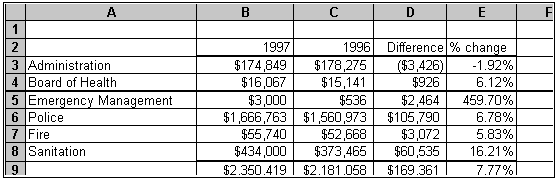 A B C D E F
1
2 1997 1996 Difference % change
3 Administration $174,849 $178,275 ($3,426) -1.92%
4 Board of Health $16,067 $15,141 $926 6.12%
5 Emergency Management $3,000 $536 $2,464 459.70%
6 Police $1,666,763 $1,560,973 $105,790 6.78%
7 Fire $55,740 $52,668 $3,072 5.83%
8 Sanitation $434,000 $373,465 $60,535 16.21%
9 $2,350,419 $2,181,058 $169,361 7.77%